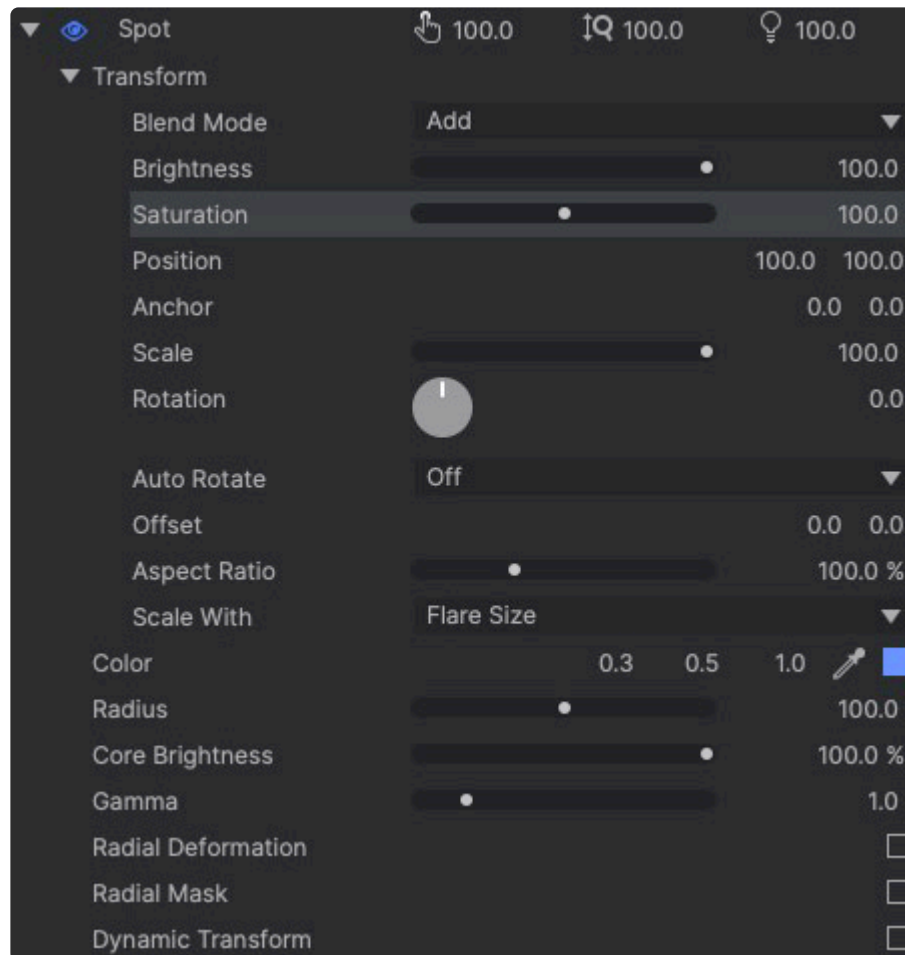 Spot 100.0 100.0 100.0
Transform
Blend Mode Add
Brightness 100.0
Saturation 100.0
Position 100.0 100.0
Anchor 0.0 0.0
Scale 100.0
Rotation 0.0
Auto Rotate Off
Offset 0.0 0.0
Aspect Ratio 100.0 %
Scale With Flare Size
Color 0.3 0.5 1.0
Radius 100.0
Core Brightness 100.0 %
Gamma 1.0
Radial Deformation
Radial Mask
Dynamic Transform